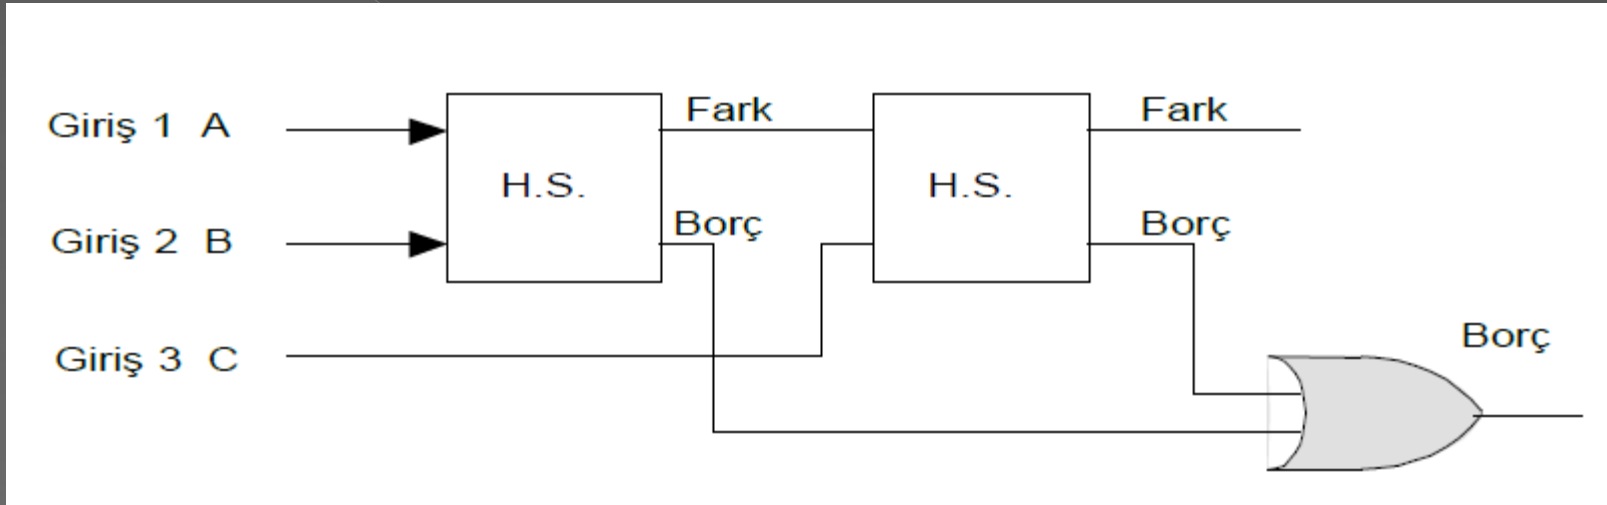 Giriş 1 A
Fark
Fark
H.S.
H.S.
Giriş 2 B
Borç
Borç
Giriş 3 C
Borç